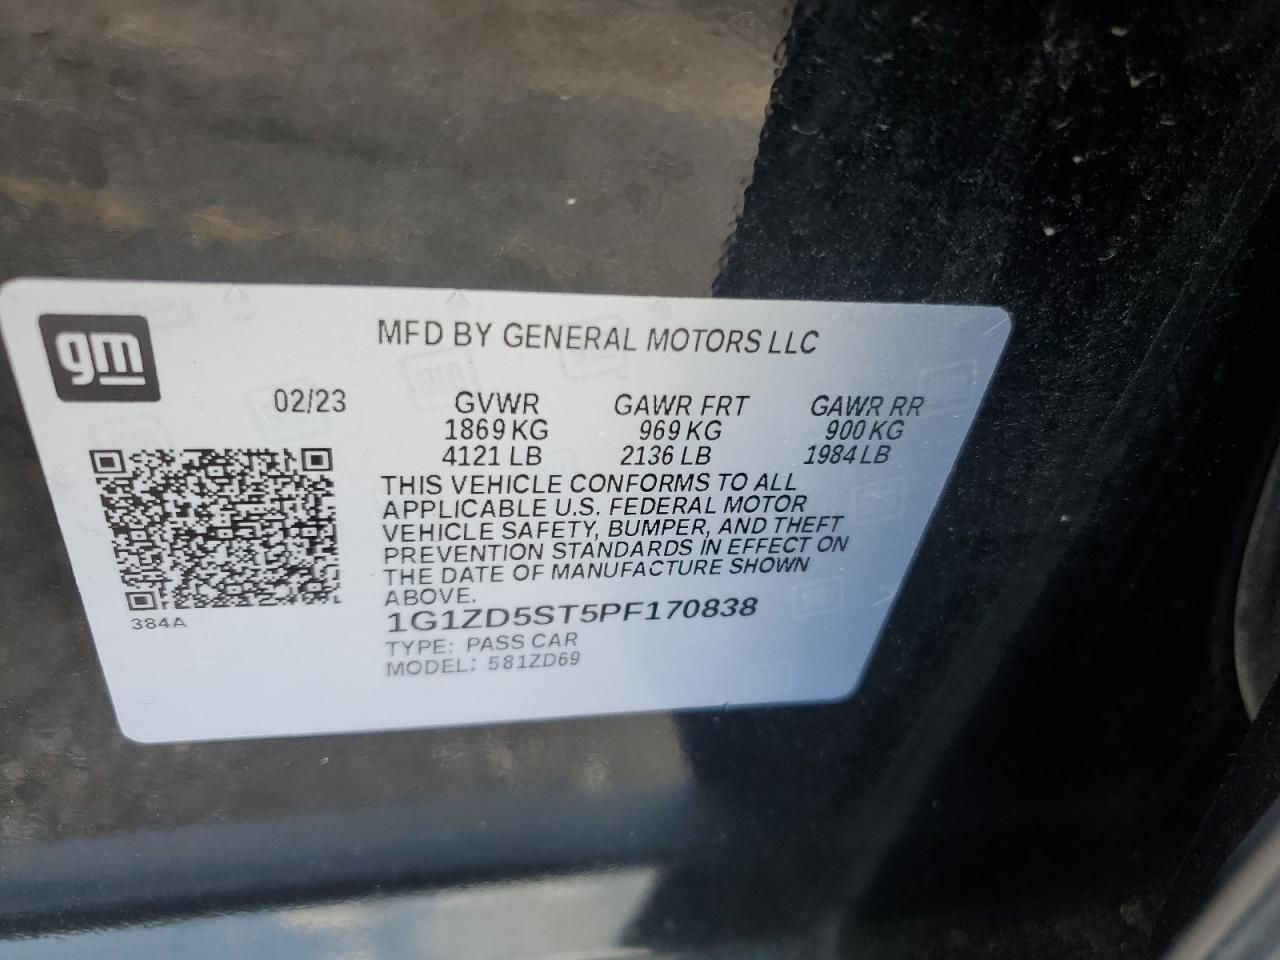 gm
MFD BY GENERAL MOTORS LLC
02/23 GVWR GAWR FRT GAWR RR
1869 KG 969 KG 900 KG
4121 LB 2136 LB 1984 LB
THIS VEHICLE CONFORMS TO ALL
APPLICABLE U.S. FEDERAL MOTOR
VEHICLE SAFETY, BUMPER, AND THEFT
PREVENTION STANDARDS IN EFFECT ON
THE DATE OF MANUFACTURE SHOWN
ABOVE.
384A
1G1ZD5ST5PF170838
TYPE: PASS CAR
MODEL: 581ZD69